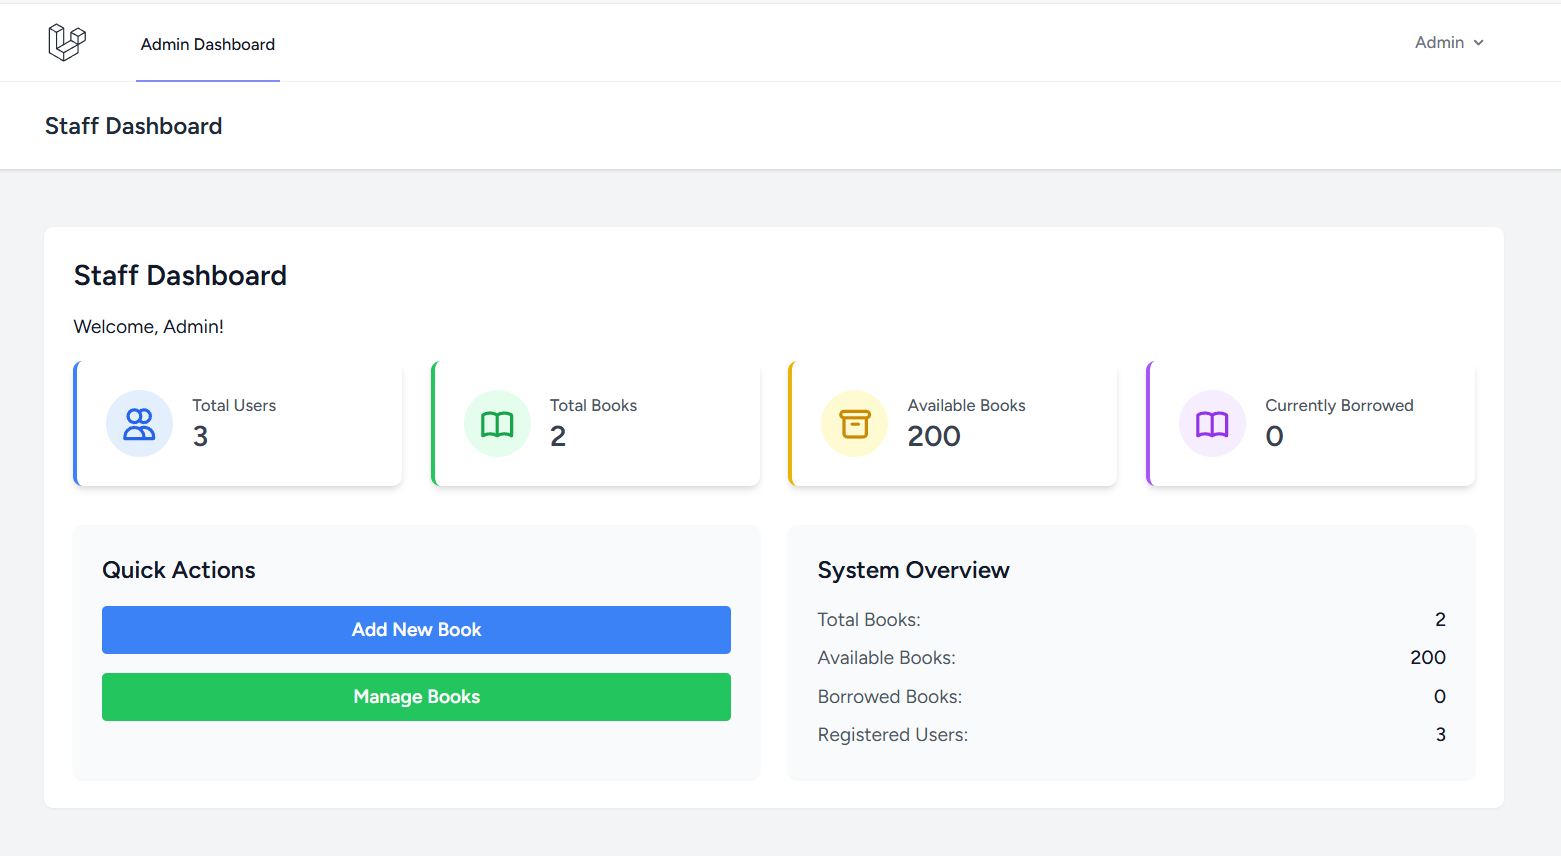 Admin Dashboard
Admin
Staff Dashboard
Staff Dashboard
Welcome, Admin!
Total Users
3
Total Books
2
Available Books
200
Currently Borrowed
0
Quick Actions
Add New Book
Manage Books
System Overview
Total Books: 2
Available Books: 200
Borrowed Books: 0
Registered Users: 3